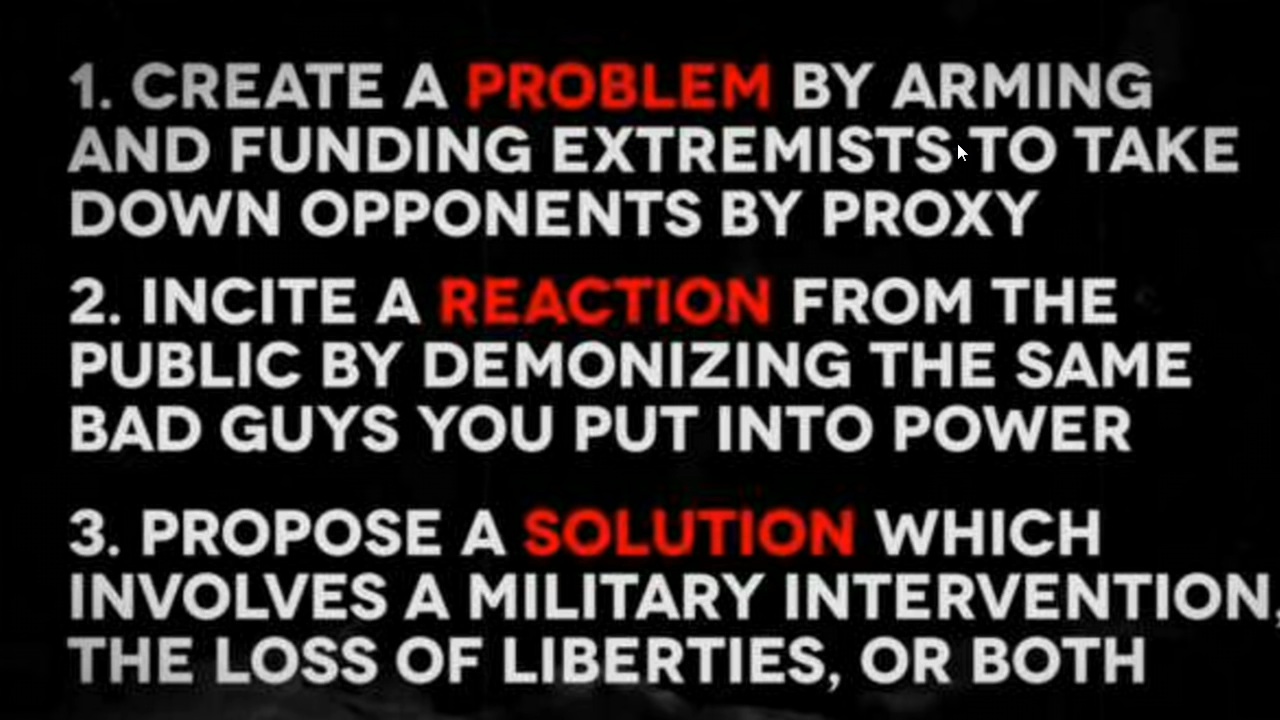 1. CREATE A PROBLEM BY ARMING
AND FUNDING EXTREMISTS TO TAKE
DOWN OPPONENTS BY PROXY
2. INCITE A REACTION FROM THE
PUBLIC BY DEMONIZING THE SAME
BAD GUYS YOU PUT INTO POWER
3. PROPOSE A SOLUTION WHICH
INVOLVES A MILITARY INTERVENTION,
THE LOSS OF LIBERTIES, OR BOTH